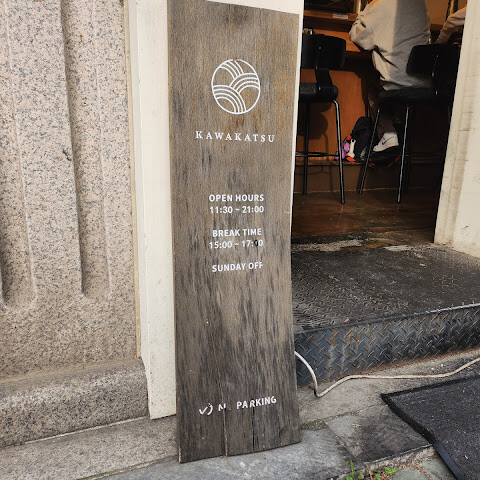 KAWAKATSU
OPEN HOURS
11:30 - 21:00
BREAK TIME
15:00 - 17:00
SUNDAY OFF
PARKING